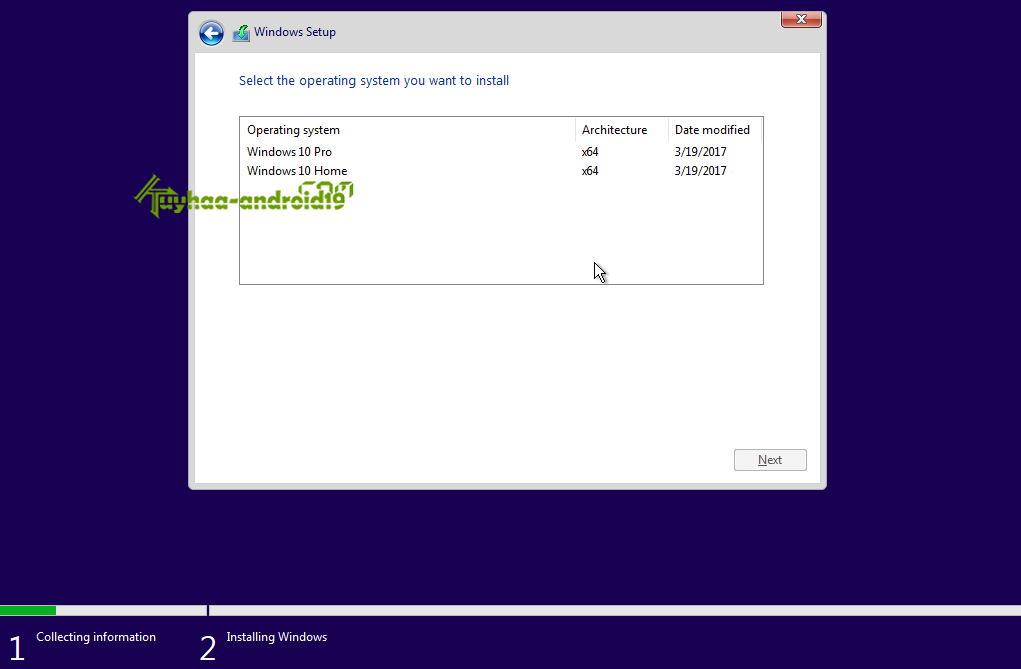 Windows Setup
Select the operating system you want to install
Operating system Architecture Date modified
Windows 10 Pro x64 3/19/2017
Windows 10 Home x64 3/19/2017
kuyhaa-android19
Next
1 Collecting information 2 Installing Windows